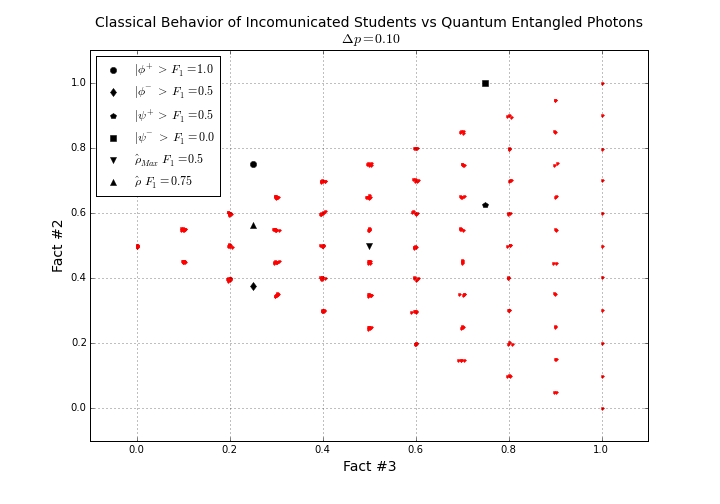 Classical Behavior of Incomunicated Students vs Quantum Entangled Photons
Δp=0.10
|ϕ⁺ > F₁=1.0
|ϕ⁻ > F₁=0.5
|ψ⁺ > F₁=0.5
|ψ⁻ > F₁=0.0
ρ̂_Max F₁=0.5
ρ̂ F₁=0.75
1.0
0.8
0.6
0.4
0.2
0.0
Fact #2
0.0 0.2 0.4 0.6 0.8 1.0
Fact #3